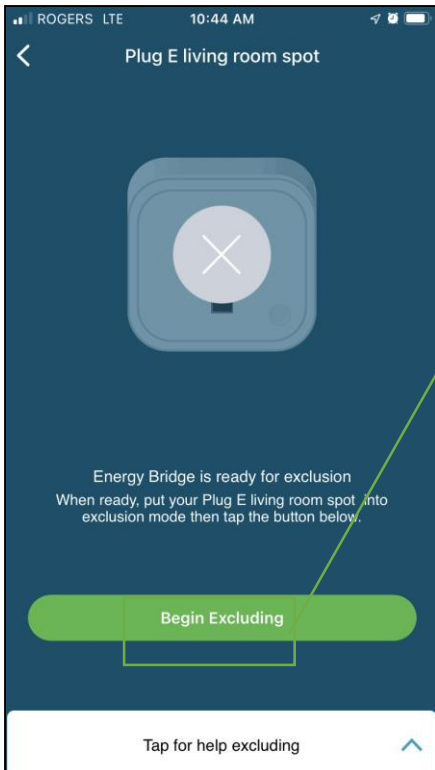 ROGERS LTE 10:44 AM
Plug E living room spot
Energy Bridge is ready for exclusion
When ready, put your Plug E living room spot into
exclusion mode then tap the button below.
Begin Excluding
Tap for help excluding